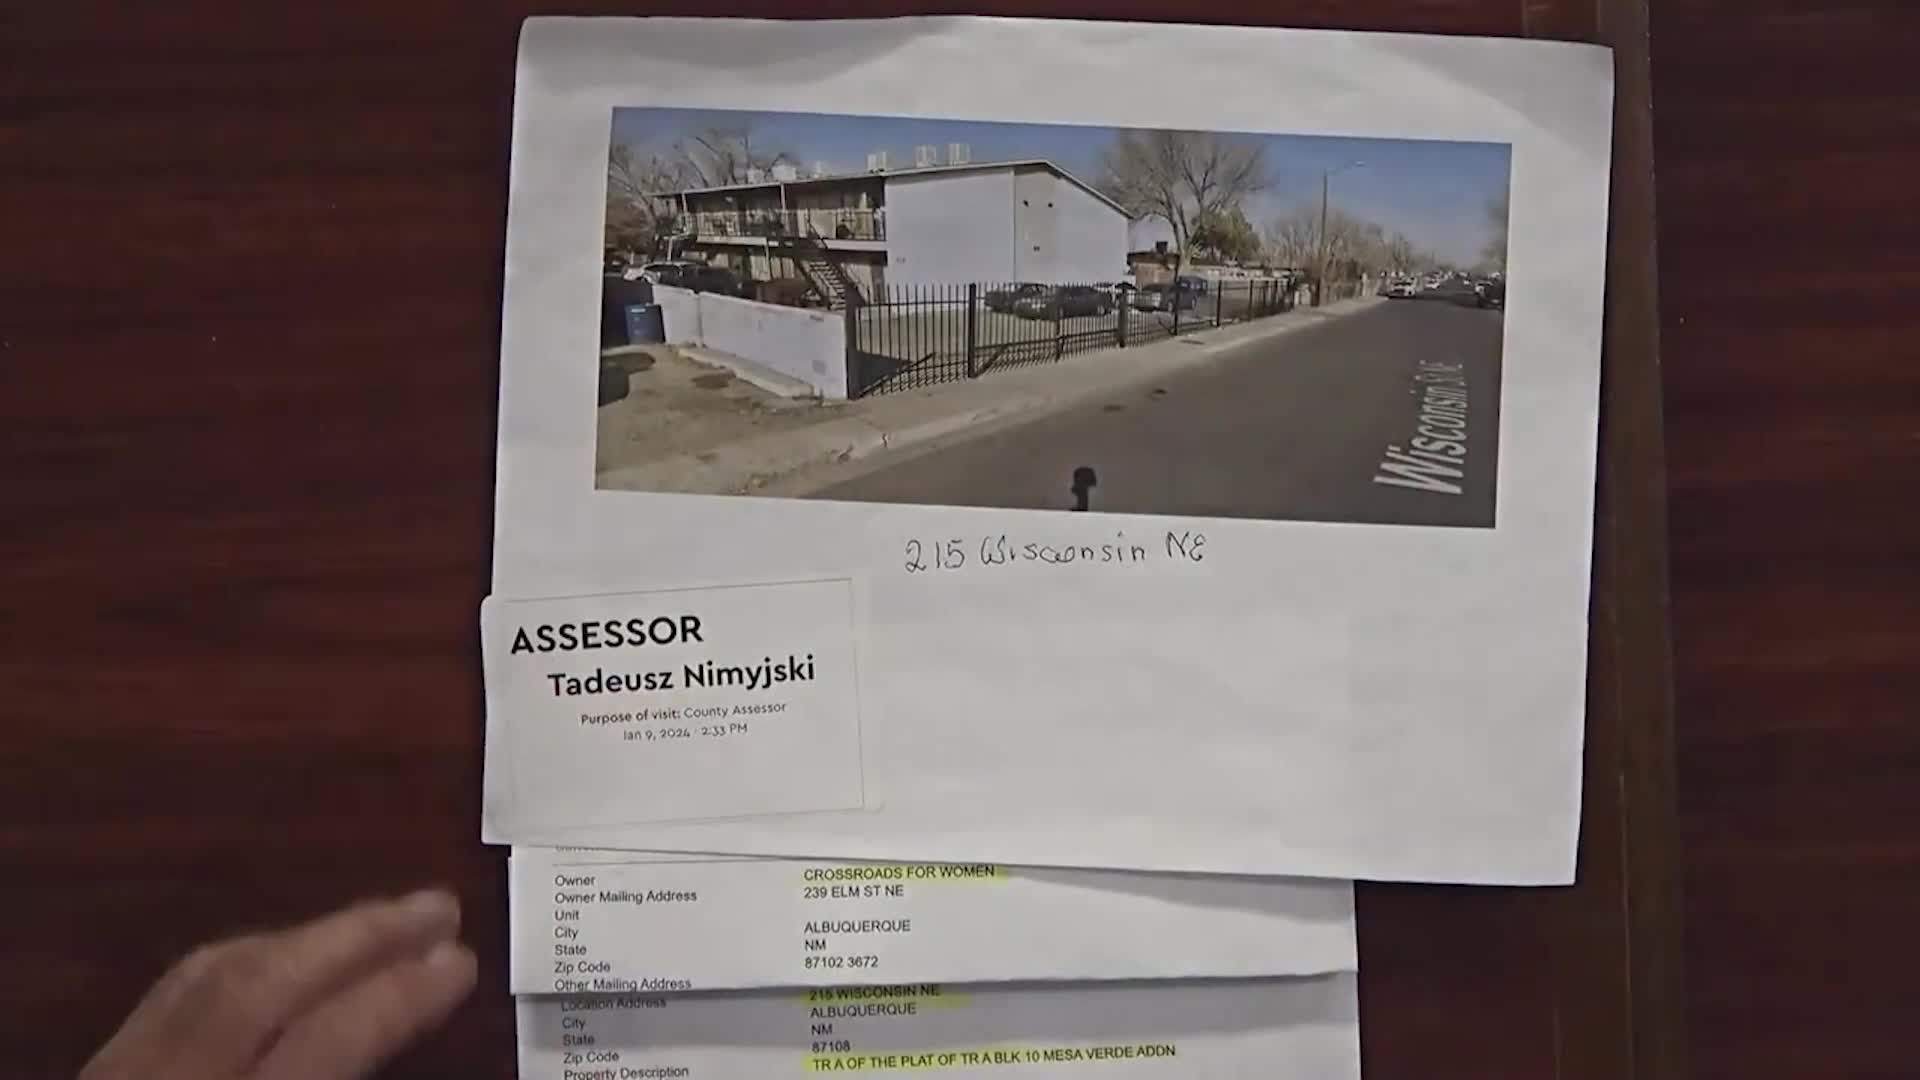 Wisconsin St NE
215 Wisconsin NE
ASSESSOR
Tadeusz Nimyjski
Purpose of visit: County Assessor
Jan 9, 2024 · 2:33 PM
Owner CROSSROADS FOR WOMEN
Owner Mailing Address 239 ELM ST NE
Unit
City ALBUQUERQUE
State NM
Zip Code 87102 3672
Other Mailing Address
Location Address 215 WISCONSIN NE
City ALBUQUERQUE
State NM
Zip Code 87108
Property Description TR A OF THE PLAT OF TR A BLK 10 MESA VERDE ADDN